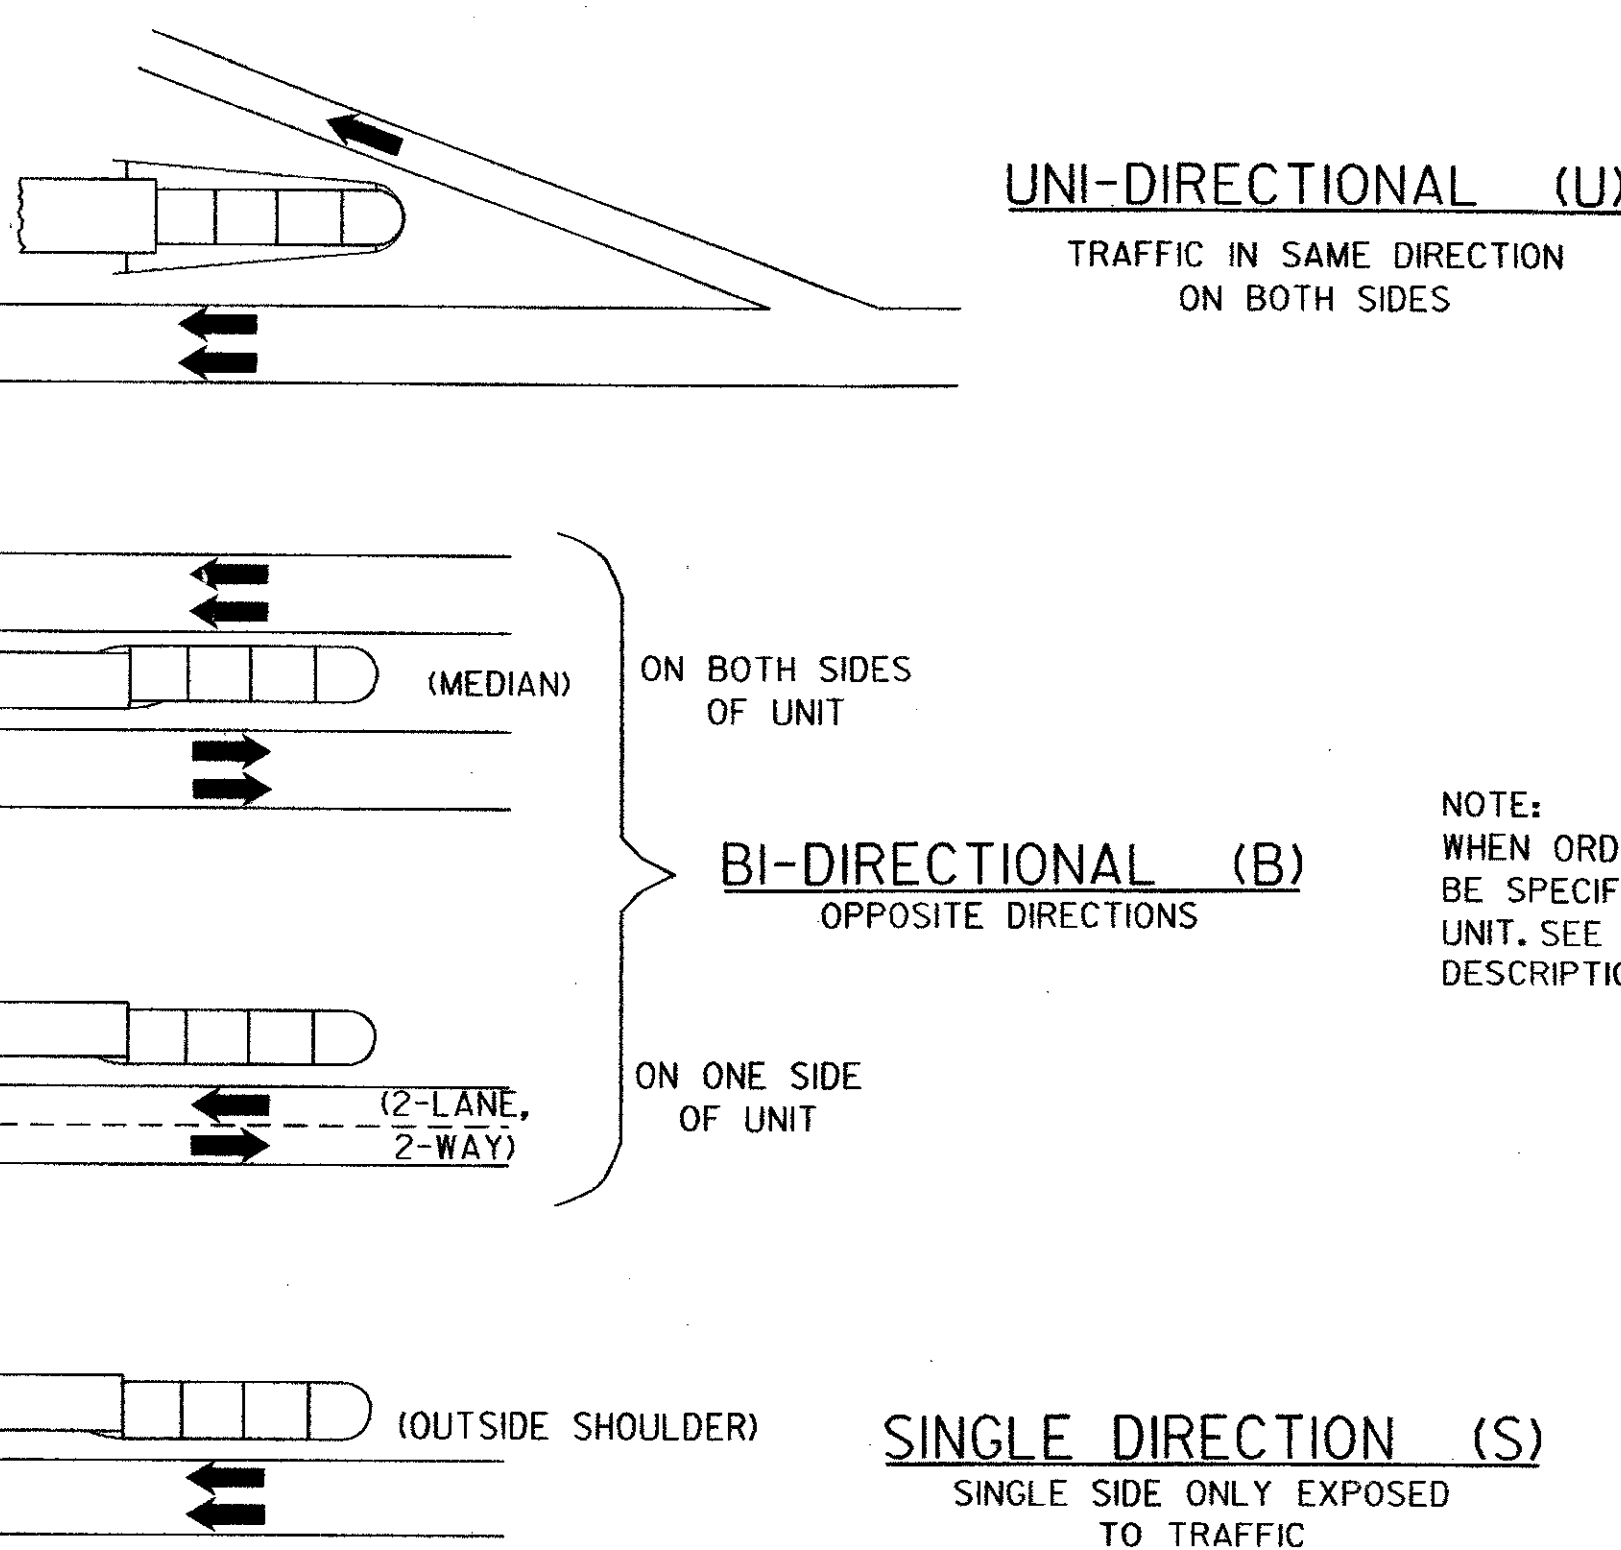 UNI-DIRECTIONAL (U)
TRAFFIC IN SAME DIRECTION
ON BOTH SIDES
(MEDIAN)
ON BOTH SIDES
OF UNIT
BI-DIRECTIONAL (B)
OPPOSITE DIRECTIONS
NOTE:
WHEN ORD
BE SPECIF
UNIT. SEE
DESCRIPTIO
ON ONE SIDE
OF UNIT
(2-LANE,
2-WAY)
(OUTSIDE SHOULDER)
SINGLE DIRECTION (S)
SINGLE SIDE ONLY EXPOSED
TO TRAFFIC